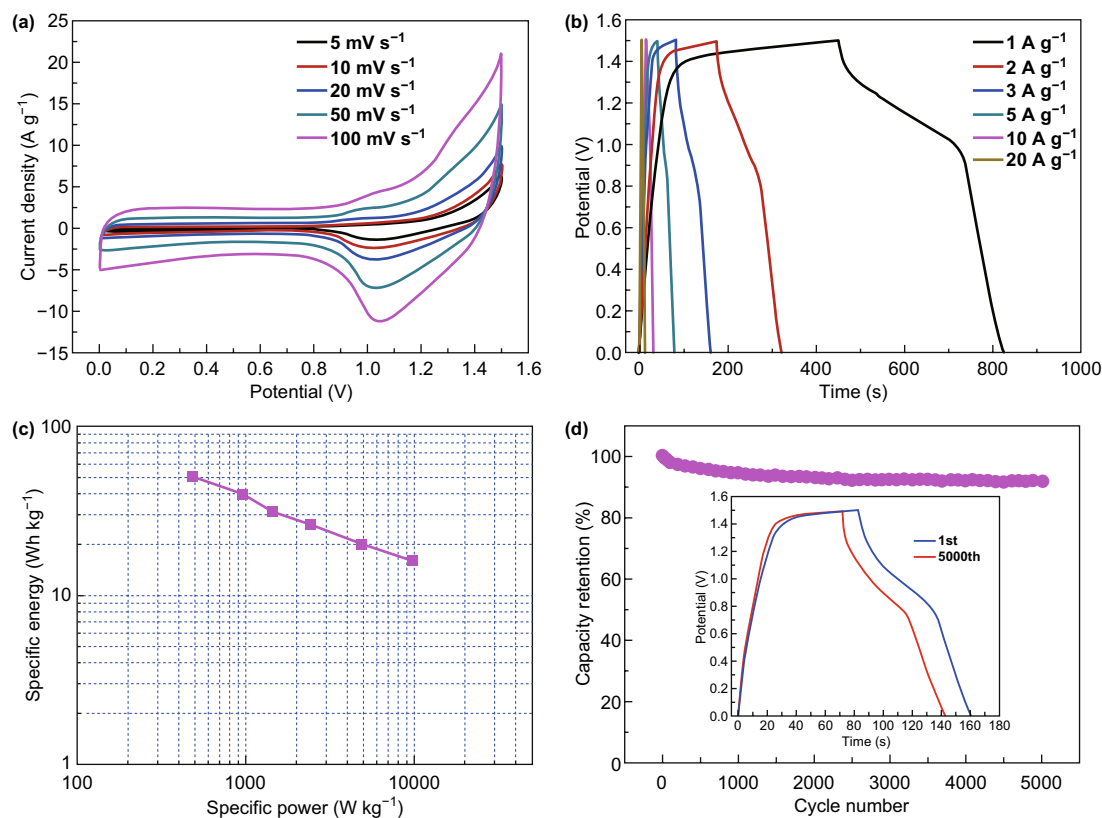 (a)
25
20
15
10
5
0
−5
−10
−15
Current density (A g⁻¹)
5 mV s⁻¹
10 mV s⁻¹
20 mV s⁻¹
50 mV s⁻¹
100 mV s⁻¹
0.0 0.2 0.4 0.6 0.8 1.0 1.2 1.4 1.6
Potential (V)
(b)
1.6
1.4
1.2
1.0
0.8
0.6
0.4
0.2
0.0
Potential (V)
1 A g⁻¹
2 A g⁻¹
3 A g⁻¹
5 A g⁻¹
10 A g⁻¹
20 A g⁻¹
0 200 400 600 800 1000
Time (s)
(c)
100
10
1
Specific energy (Wh kg⁻¹)
100 1000 10000
Specific power (W kg⁻¹)
(d)
100
80
60
40
20
0
Capacity retention (%)
1.6
1.4
1.2
1.0
0.8
0.6
0.4
0.2
0.0
Potential (V)
1st
5000th
0 20 40 60 80 100 120 140 160 180
Time (s)
0 1000 2000 3000 4000 5000
Cycle number